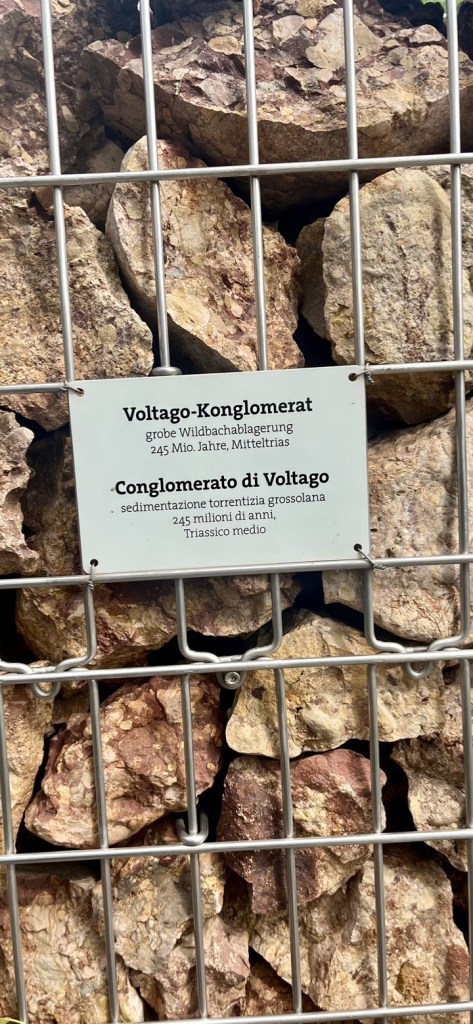 Voltago-Konglomerat
grobe Wildbachablagerung
245 Mio. Jahre, Mitteltrias
Conglomerato di Voltago
sedimentazione torrentizia grossolana
245 milioni di anni,
Triassico medio